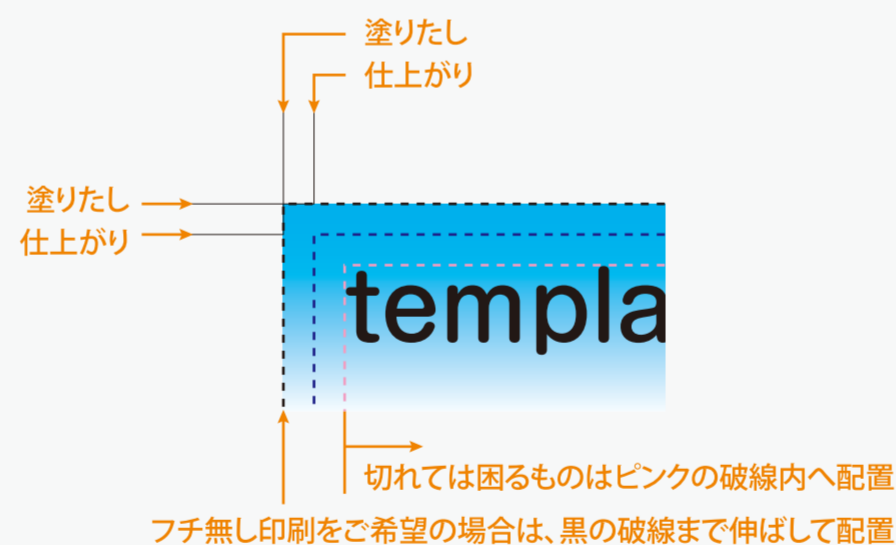 塗りたし
仕上がり
塗りたし
仕上がり
templa
切れては困るものはピンクの破線内へ配置
フチ無し印刷をご希望の場合は、黒の破線まで伸ばして配置